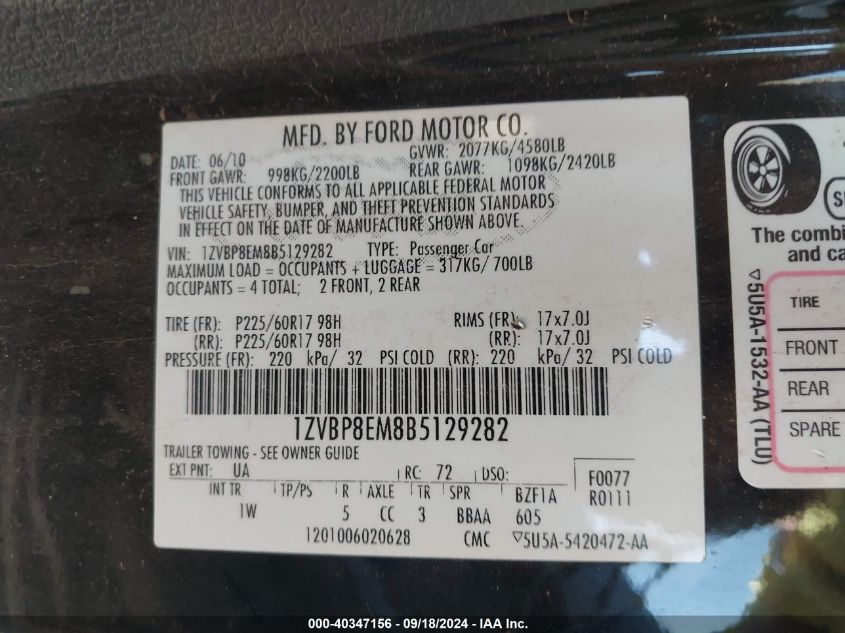 MFD. BY FORD MOTOR CO.
DATE: 06/10 GVWR: 2077KG/4580LB
FRONT GAWR: 998KG/2200LB REAR GAWR: 1098KG/2420LB
THIS VEHICLE CONFORMS TO ALL APPLICABLE FEDERAL MOTOR
VEHICLE SAFETY, BUMPER, AND THEFT PREVENTION STANDARDS
IN EFFECT ON THE DATE OF MANUFACTURE SHOWN ABOVE.
VIN: 1ZVBP8EM8B5129282 TYPE: Passenger Car
MAXIMUM LOAD = OCCUPANTS + LUGGAGE = 317KG/ 700LB
OCCUPANTS = 4 TOTAL; 2 FRONT, 2 REAR
TIRE (FR): P225/60R17 98H RIMS (FR): 17x7.0J S
(RR): P225/60R17 98H (RR): 17x7.0J
PRESSURE (FR): 220 kPa/ 32 PSI COLD (RR): 220 kPa/ 32 PSI COLD
1ZVBP8EM8B5129282
TRAILER TOWING - SEE OWNER GUIDE
EXT PNT: UA RC: 72 DSO: F0077
R0111
INT TR TP/PS R AXLE TR SPR BZF1A
1W 5 CC 3 BBAA 605
1201006020628 CMC ▽5U5A-5420472-AA
The combi
and ca
▽5U5A-1532-AA (TLU)
TIRE
FRONT
REAR
SPARE
000-40347156 - 09/18/2024 - IAA Inc.